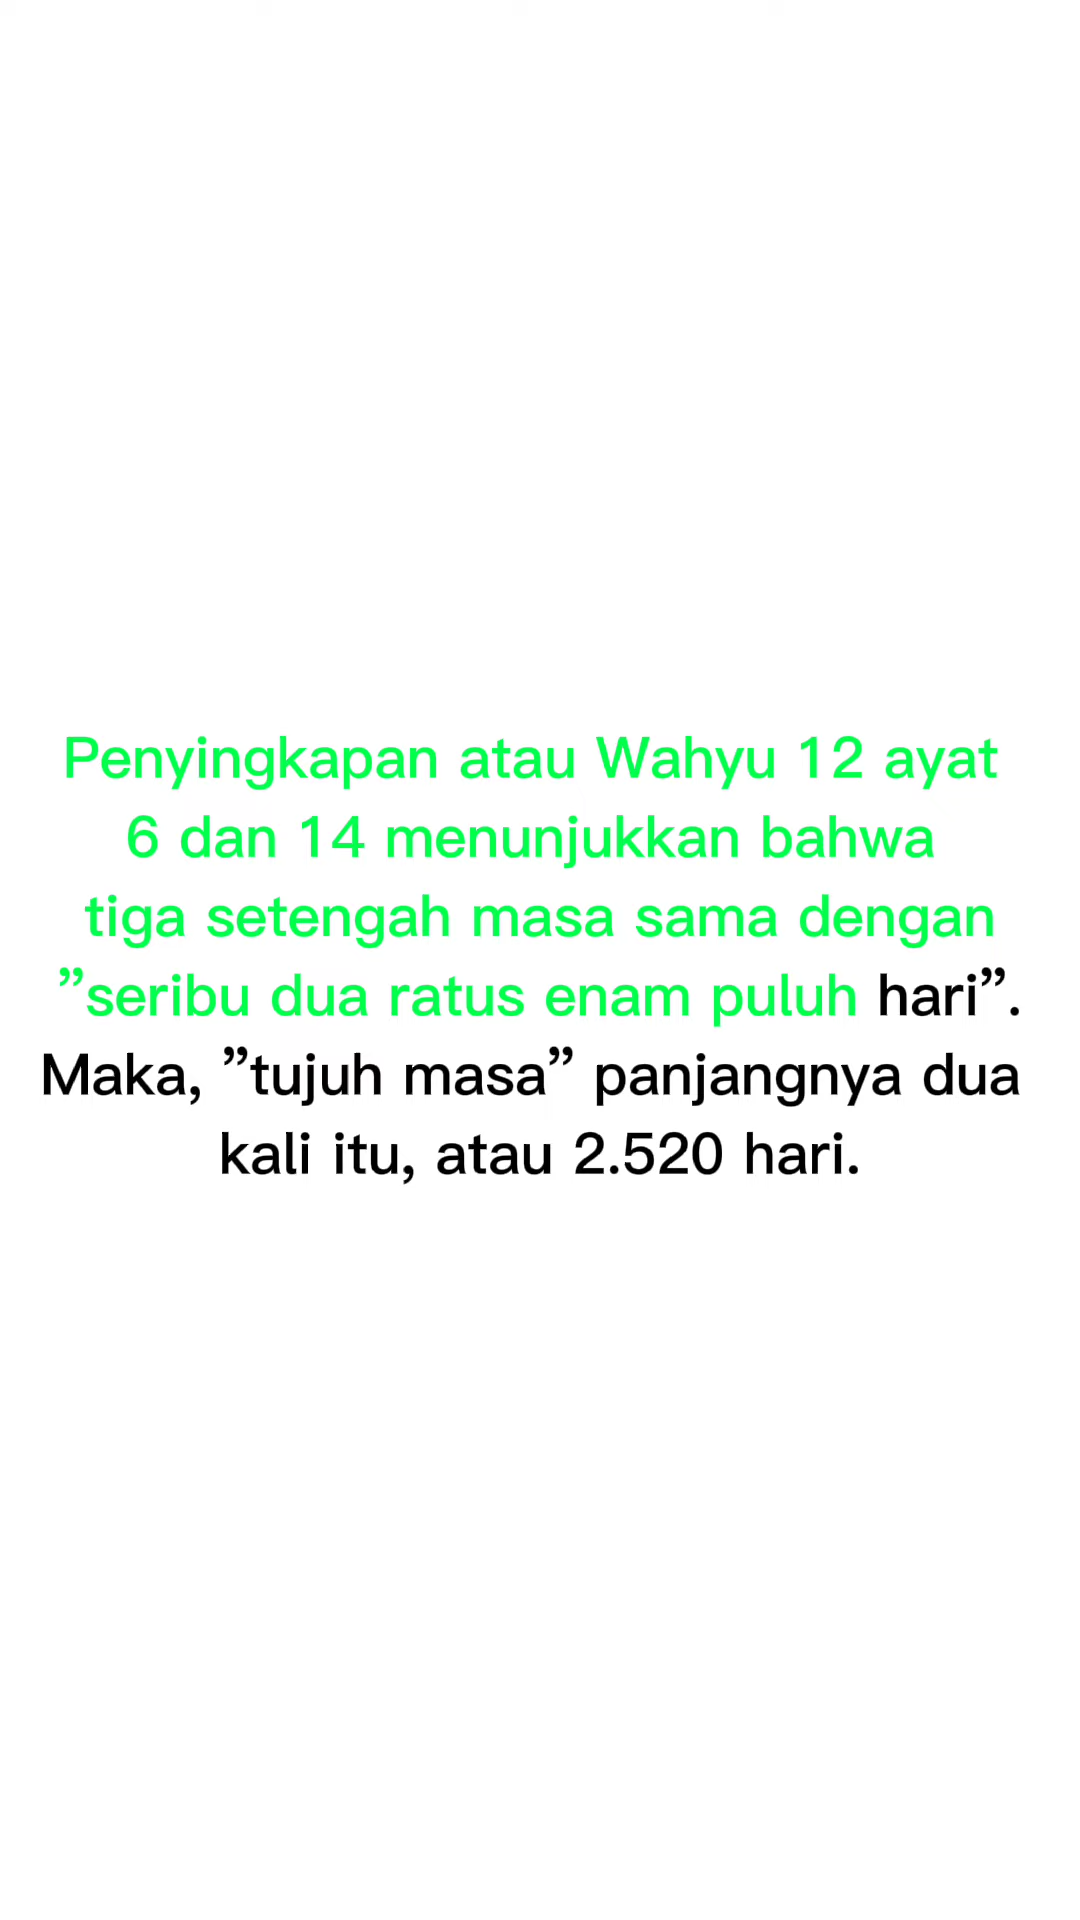 Penyingkapan atau Wahyu 12 ayat
6 dan 14 menunjukkan bahwa
tiga setengah masa sama dengan
”seribu dua ratus enam puluh hari”.
Maka, ”tujuh masa” panjangnya dua
kali itu, atau 2.520 hari.